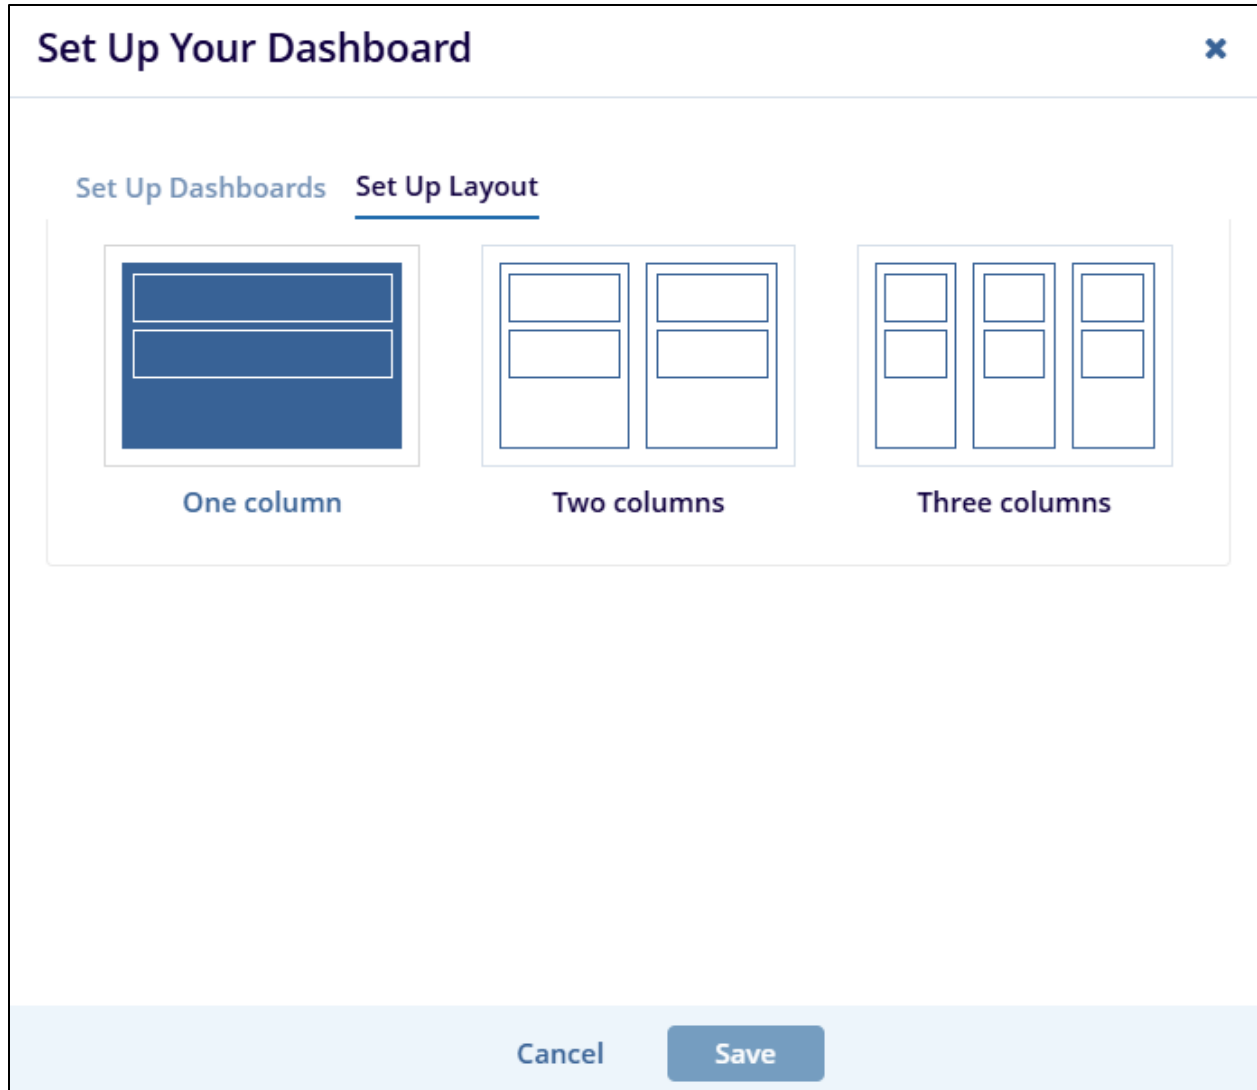 Set Up Your Dashboard
Set Up Dashboards Set Up Layout
One column Two columns Three columns
Cancel Save